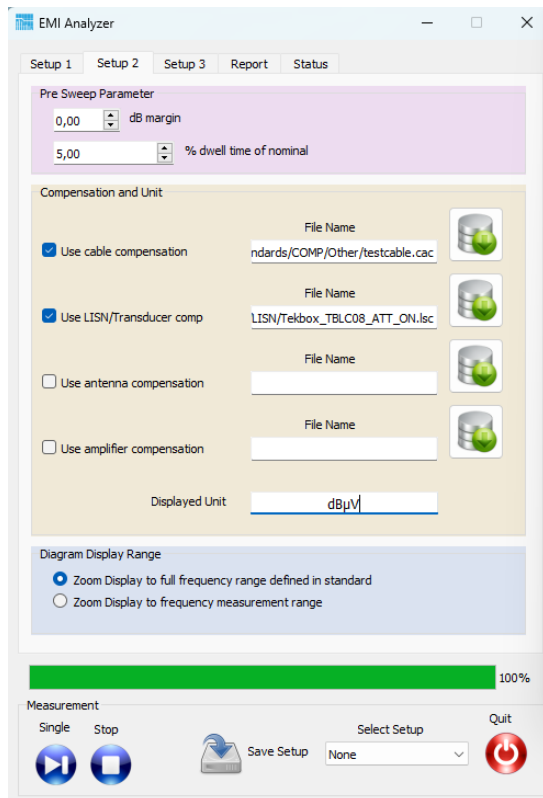 EMI Analyzer
Setup 1 Setup 2 Setup 3 Report Status
Pre Sweep Parameter
0,00 dB margin
5,00 % dwell time of nominal
Compensation and Unit
File Name
Use cable compensation ndards/COMP/Other/testcable.cac
File Name
Use LISN/Transducer comp LISN/Tekbox_TBLC08_ATT_ON.lsc
File Name
Use antenna compensation
File Name
Use amplifier compensation
Displayed Unit dBµV
Diagram Display Range
Zoom Display to full frequency range defined in standard
Zoom Display to frequency measurement range
100%
Measurement
Single Stop Save Setup Select Setup Quit
None